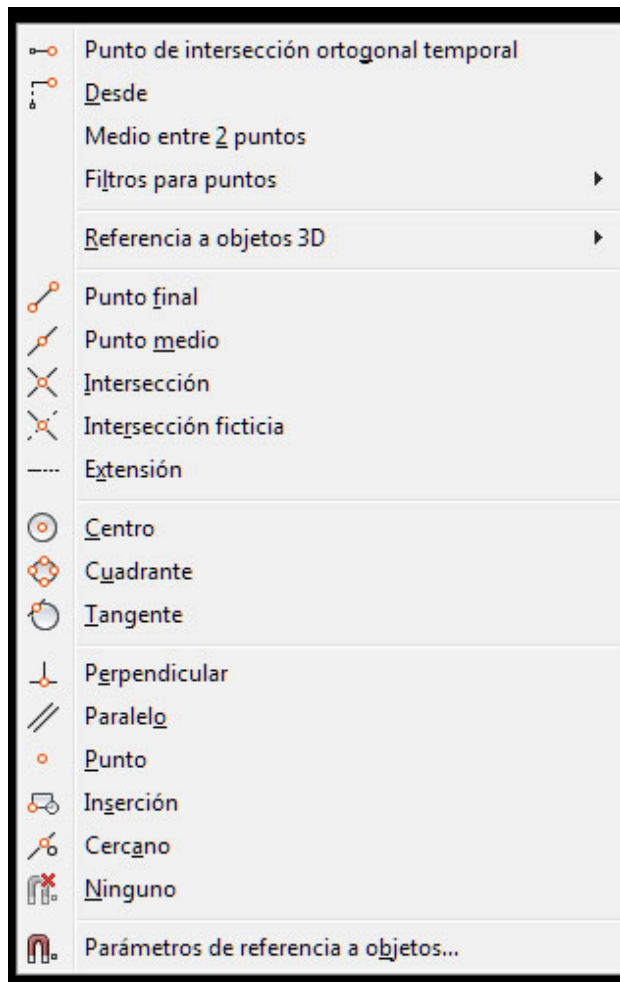 Punto de intersección ortogonal temporal
Desde
Medio entre 2 puntos
Filtros para puntos
Referencia a objetos 3D
Punto final
Punto medio
Intersección
Intersección ficticia
Extensión
Centro
Cuadrante
Tangente
Perpendicular
Paralelo
Punto
Inserción
Cercano
Ninguno
Parámetros de referencia a objetos...